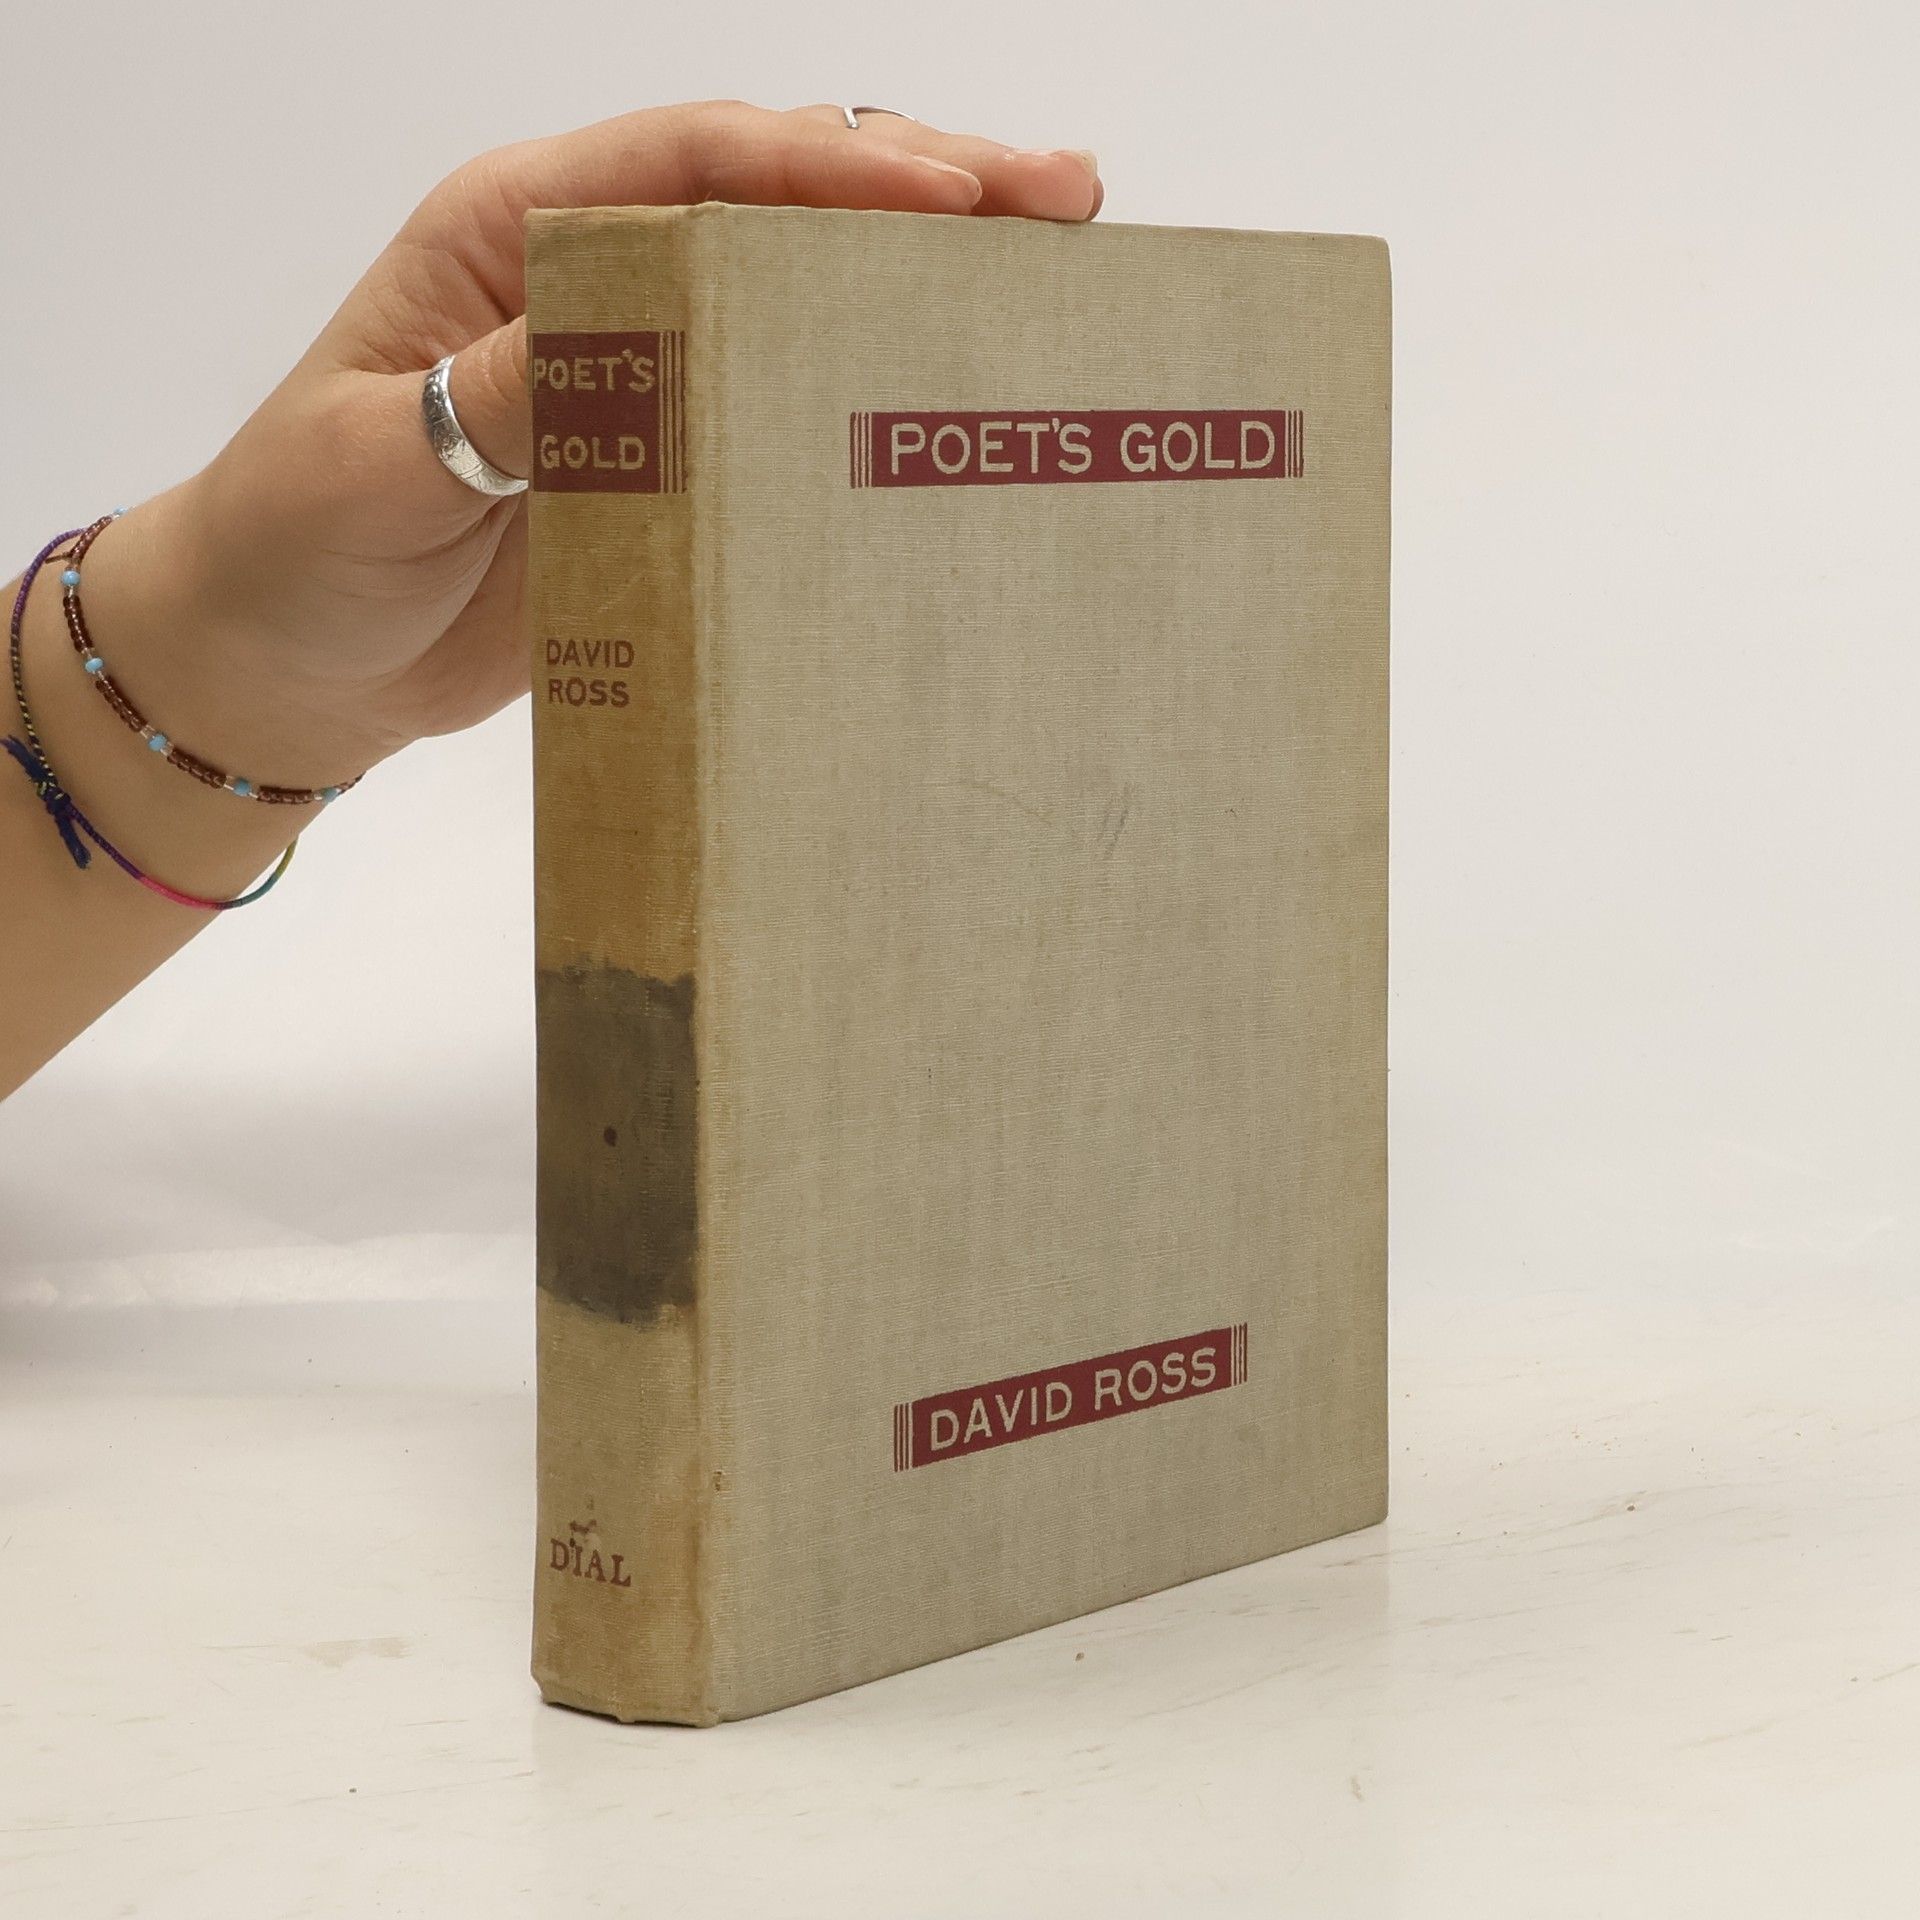 POET'S
GOLD
DAVID
ROSS
DIAL
POET'S GOLD
DAVID ROSS